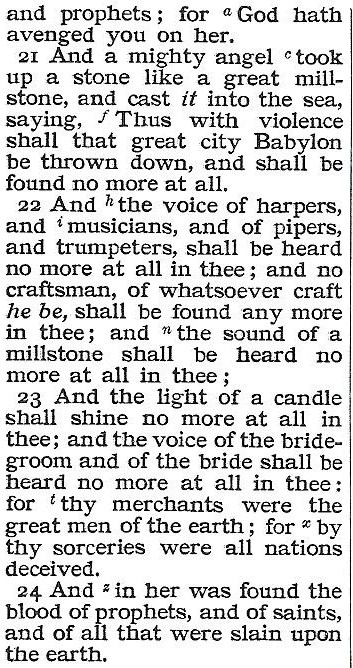 and prophets; for a God hath
avenged you on her.
21 And a mighty angel c took
up a stone like a great mill-
stone, and cast it into the sea,
saying, f Thus with violence
shall that great city Babylon
be thrown down, and shall be
found no more at all.
22 And h the voice of harpers,
and i musicians, and of pipers,
and trumpeters, shall be heard
no more at all in thee; and no
craftsman, of whatsoever craft
he be, shall be found any more
in thee; and n the sound of a
millstone shall be heard no
more at all in thee;
23 And the light of a candle
shall shine no more at all in
thee; and the voice of the bride-
groom and of the bride shall be
heard no more at all in thee:
for t thy merchants were the
great men of the earth; for x by
thy sorceries were all nations
deceived.
24 And z in her was found the
blood of prophets, and of saints,
and of all that were slain upon
the earth.